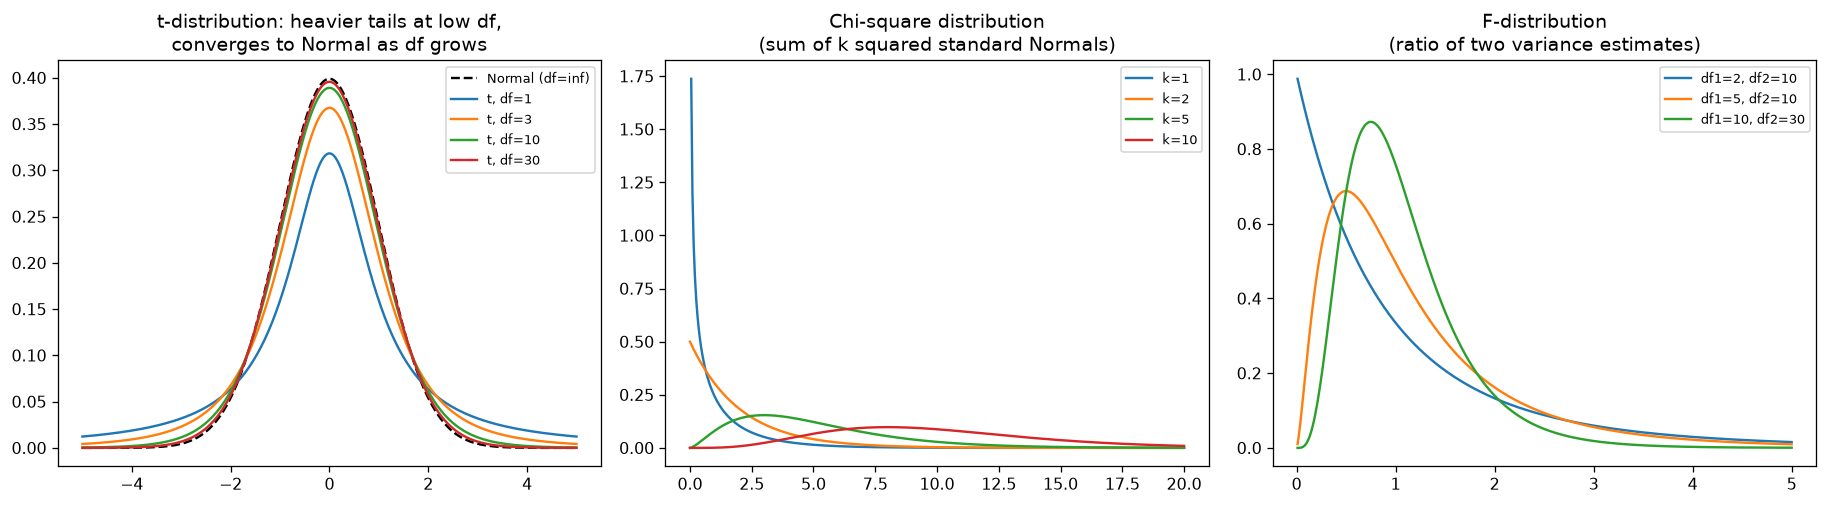 t-distribution: heavier tails at low df,
converges to Normal as df grows
0.40
0.35
0.30
0.25
0.20
0.15
0.10
0.05
0.00
−4
−2
0
2
4
Normal (df=inf)
t, df=1
t, df=3
t, df=10
t, df=30
Chi-square distribution
(sum of k squared standard Normals)
1.75
1.50
1.25
1.00
0.75
0.50
0.25
0.00
0.0
2.5
5.0
7.5
10.0
12.5
15.0
17.5
20.0
k=1
k=2
k=5
k=10
F-distribution
(ratio of two variance estimates)
1.0
0.8
0.6
0.4
0.2
0.0
0
1
2
3
4
5
df1=2, df2=10
df1=5, df2=10
df1=10, df2=30